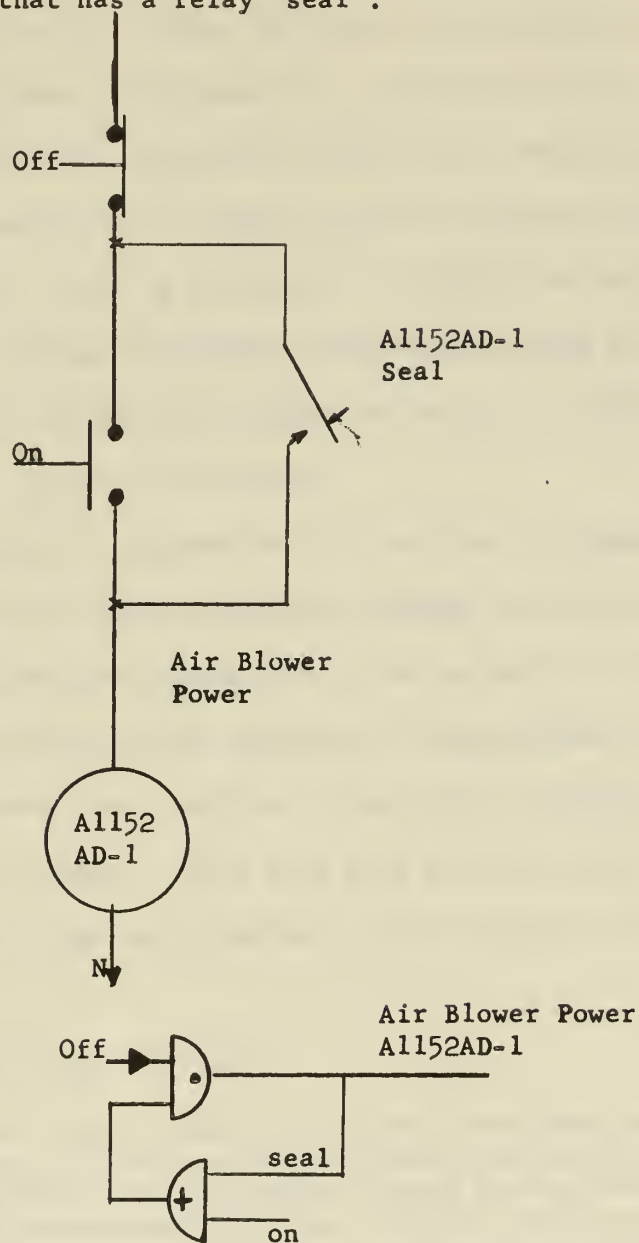 that has a relay "seal".
Off
A1152AD-1
Seal
On
Air Blower
Power
A1152
AD-1
N
Air Blower Power
A1152AD-1
Off
•
seal
+
on